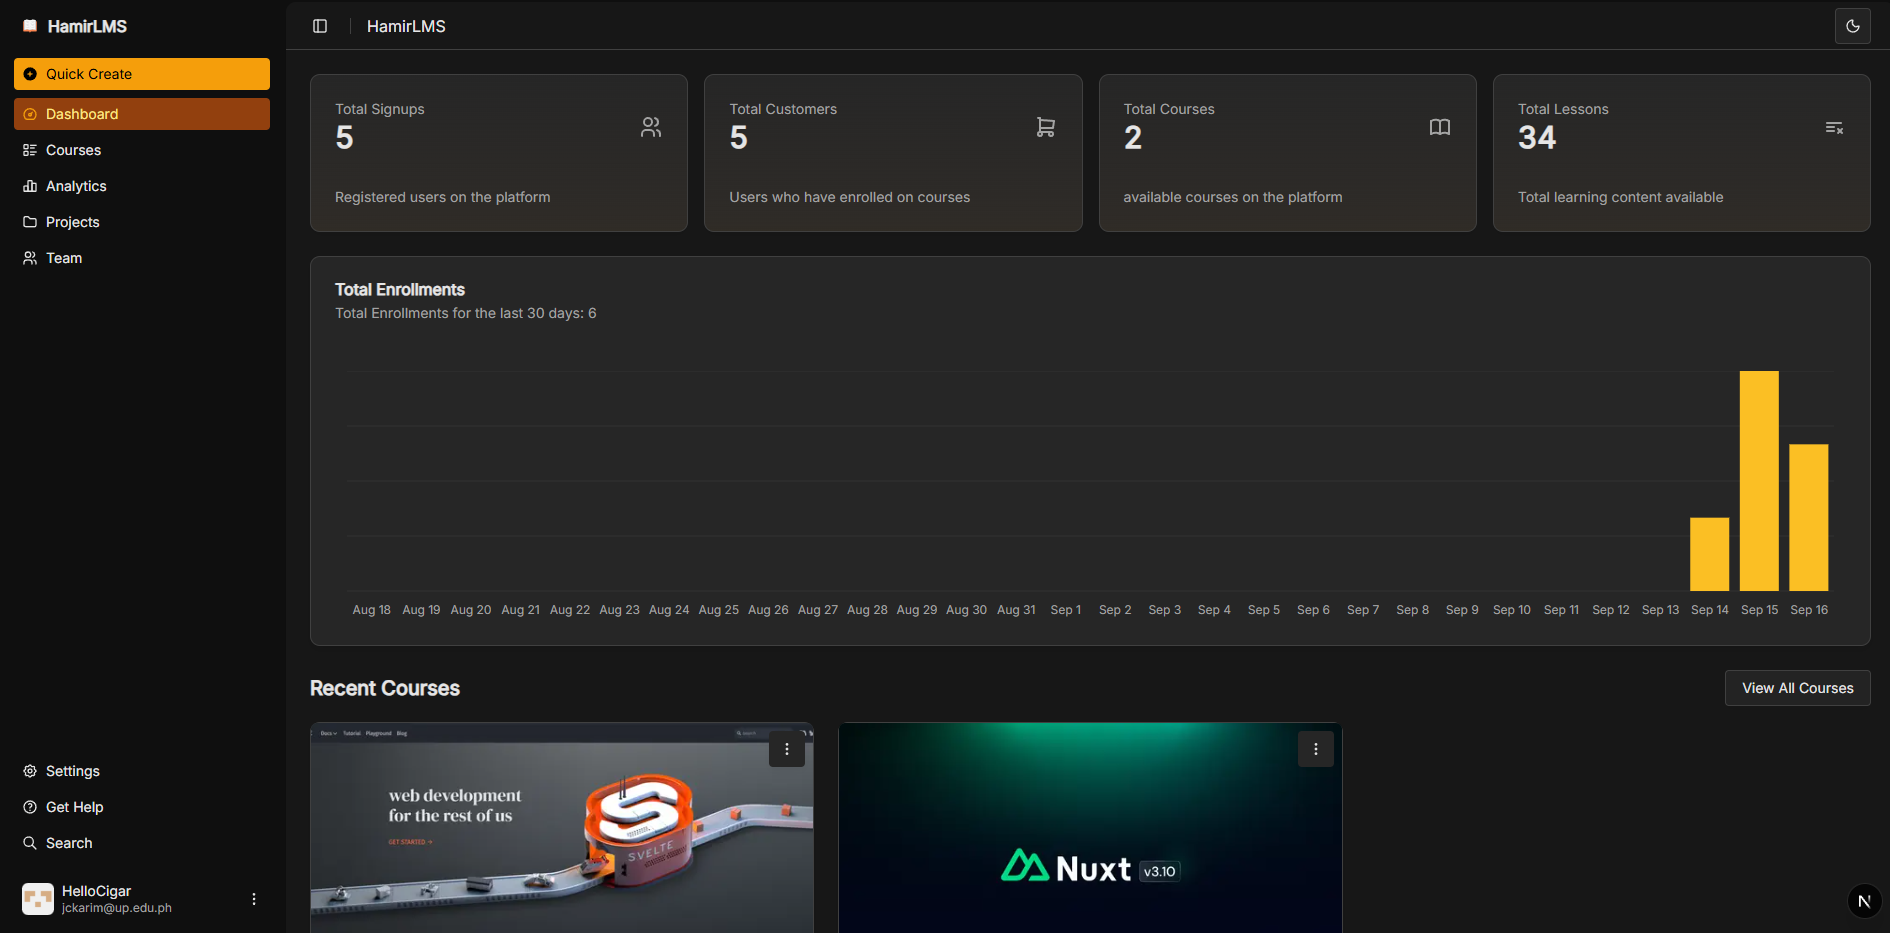 HamirLMS
Quick Create
Dashboard
Courses
Analytics
Projects
Team
Settings
Get Help
Search
HelloCigar
jckarim@up.edu.ph
HamirLMS
Total Signups
5
Registered users on the platform
Total Customers
5
Users who have enrolled on courses
Total Courses
2
available courses on the platform
Total Lessons
34
Total learning content available
Total Enrollments
Total Enrollments for the last 30 days: 6
Aug 18 Aug 19 Aug 20 Aug 21 Aug 22 Aug 23 Aug 24 Aug 25 Aug 26 Aug 27 Aug 28 Aug 29 Aug 30 Aug 31 Sep 1 Sep 2 Sep 3 Sep 4 Sep 5 Sep 6 Sep 7 Sep 8 Sep 9 Sep 10 Sep 11 Sep 12 Sep 13 Sep 14 Sep 15 Sep 16
Recent Courses
View All Courses
Docs Tutorial Playground Blog
web development
for the rest of us
GET STARTED →
SVELTE
Nuxt v3.10
N